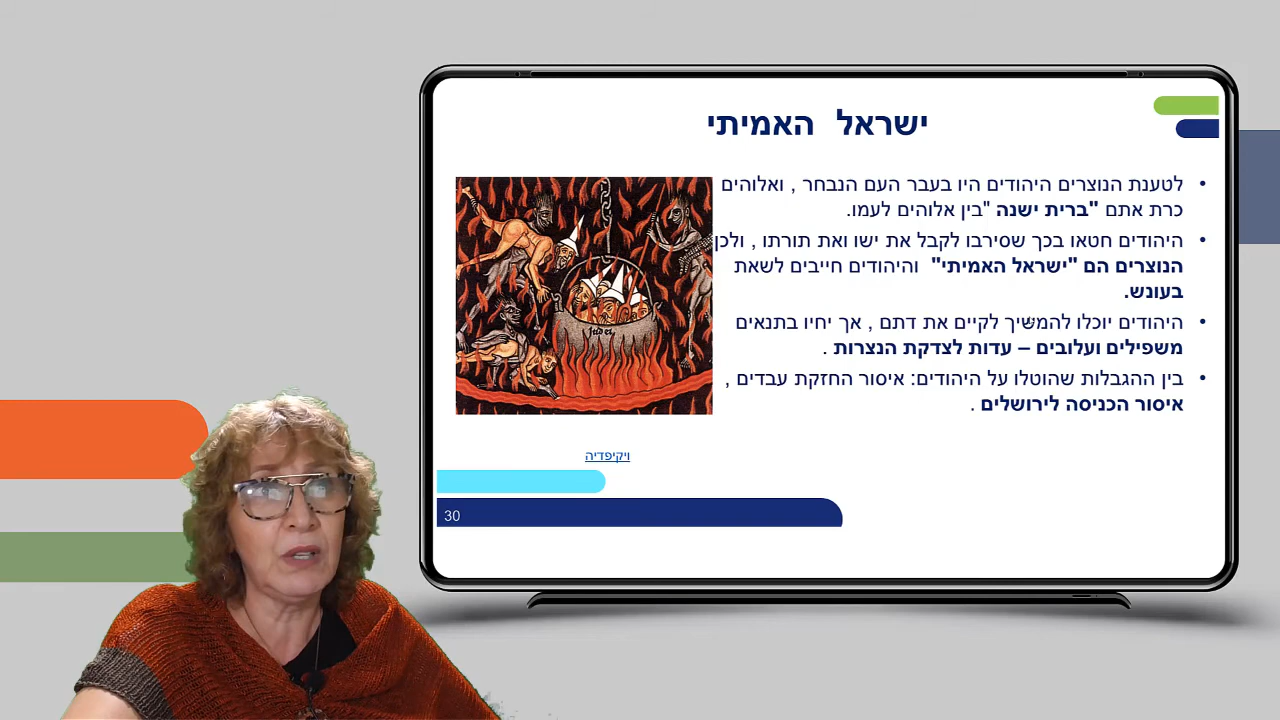 ישראל האמיתי
• לטענת הנוצרים היהודים היו בעבר העם הנבחר , ואלוהים
כרת אתם "ברית ישנה "בין אלוהים לעמו.
• היהודים חטאו בכך שסירבו לקבל את ישו ואת תורתו , ולכן
הנוצרים הם "ישראל האמיתי" והיהודים חייבים לשאת
בעונש.
• היהודים יוכלו להמשיך לקיים את דתם , אך יחיו בתנאים
משפילים ועלובים – עדות לצדקת הנצרות .
• בין ההגבלות שהוטלו על היהודים: איסור החזקת עבדים ,
איסור הכניסה לירושלים .
Judei
ויקיפדיה
30